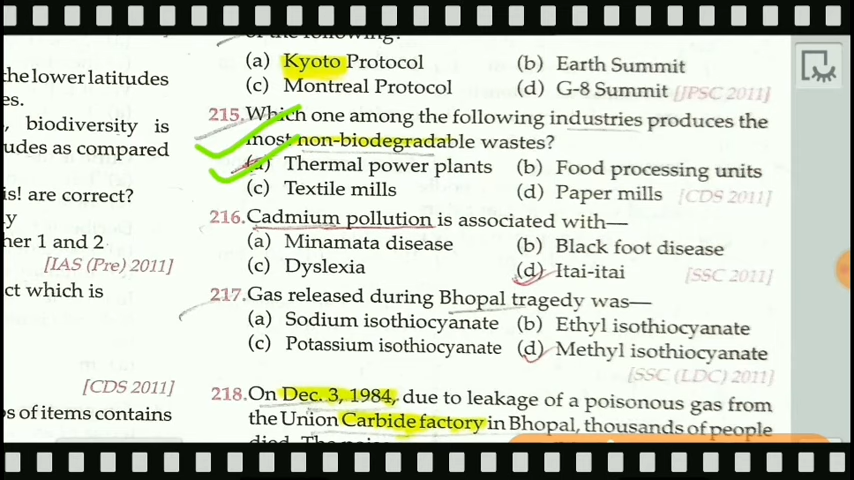 of the following?
(a) Kyoto Protocol (b) Earth Summit
(c) Montreal Protocol (d) G-8 Summit [JPSC 2011]
215. Which one among the following industries produces the
most non-biodegradable wastes?
(a) Thermal power plants (b) Food processing units
(c) Textile mills (d) Paper mills [CDS 2011]
216. Cadmium pollution is associated with—
(a) Minamata disease (b) Black foot disease
(c) Dyslexia (d) Itai-itai [SSC 2011]
217. Gas released during Bhopal tragedy was—
(a) Sodium isothiocyanate (b) Ethyl isothiocyanate
(c) Potassium isothiocyanate (d) Methyl isothiocyanate
[SSC (LDC) 2011]
218. On Dec. 3, 1984, due to leakage of a poisonous gas from
the Union Carbide factory in Bhopal, thousands of people
died. The
the lower latitudes
es.
, biodiversity is
udes as compared
is! are correct?
y
her 1 and 2
[IAS (Pre) 2011]
ct which is
[CDS 2011]
os of items contains